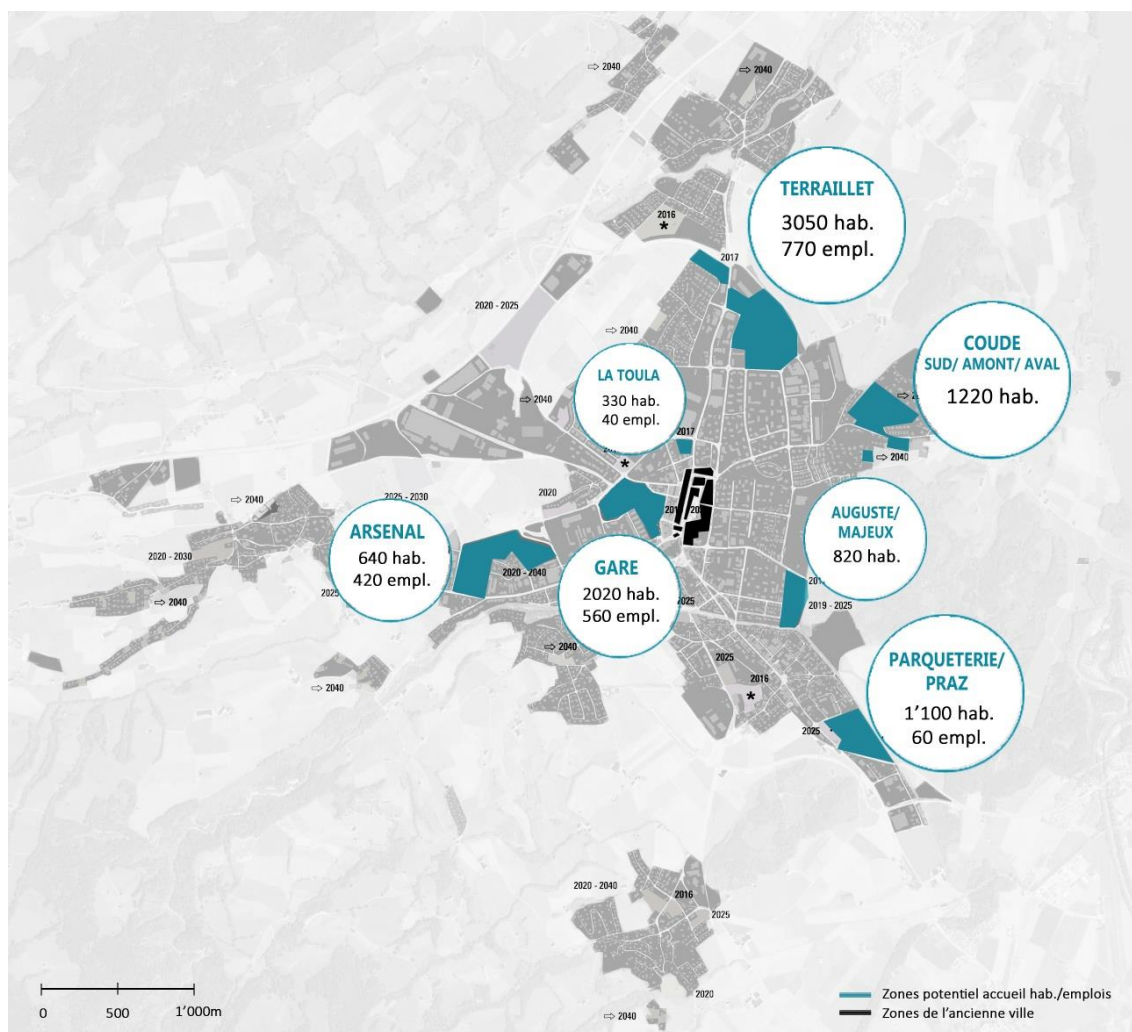 ⇨ 2040
⇨ 2040
TERRAILLET
3050 hab.
770 empl.
2016
*
2017
2020 - 2025
⇨ 2040
COUDE
SUD/ AMONT/ AVAL
1220 hab.
LA TOULA
330 hab.
40 empl.
⇨ 2040
2017
*
⇨ 2040
2025 - 2030
2020
⇨ 2040
ARSENAL
640 hab.
420 empl.
AUGUSTE/
MAJEUX
820 hab.
2020 - 2030
2020 - 2040
GARE
2020 hab.
560 empl.
⇨ 2040
2025
2019 - 2025
⇨ 2040
2025
2016
*
⇨ 2040
PARQUETERIE/
PRAZ
1'100 hab.
60 empl.
2025
2020 - 2040
2016
2025
2020
⇨ 2040
0 500 1'000m
Zones potentiel accueil hab./emplois
Zones de l'ancienne ville